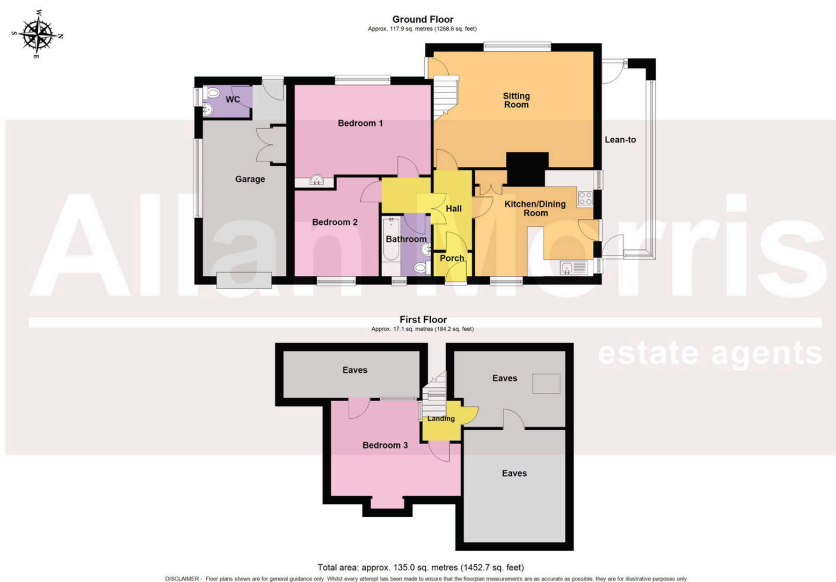 W
N
S
E
Ground Floor
Approx. 117.9 sq. metres (1268.6 sq. feet)
WC
Sitting
Room
Bedroom 1
Lean-to
Garage
Hall
Kitchen/Dining
Room
Bedroom 2
Bathroom
Porch
Allan Morris
estate agents
First Floor
Approx. 17.1 sq. metres (184.2 sq. feet)
Eaves
Eaves
Landing
Bedroom 3
Eaves
Total area: approx. 135.0 sq. metres (1452.7 sq. feet)
DISCLAIMER - Floor plans shown are for general guidance only. Whilst every attempt has been made to ensure that the floorplan measurements are as accurate as possible, they are for illustrative purposes only.